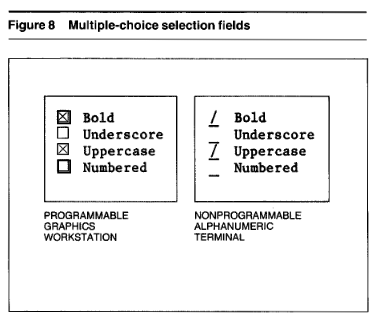 Figure 8 Multiple-choice selection fields
Bold
Underscore
Uppercase
Numbered
/ Bold
_ Underscore
/ Uppercase
_ Numbered
PROGRAMMABLE
GRAPHICS
WORKSTATION
NONPROGRAMMABLE
ALPHANUMERIC
TERMINAL